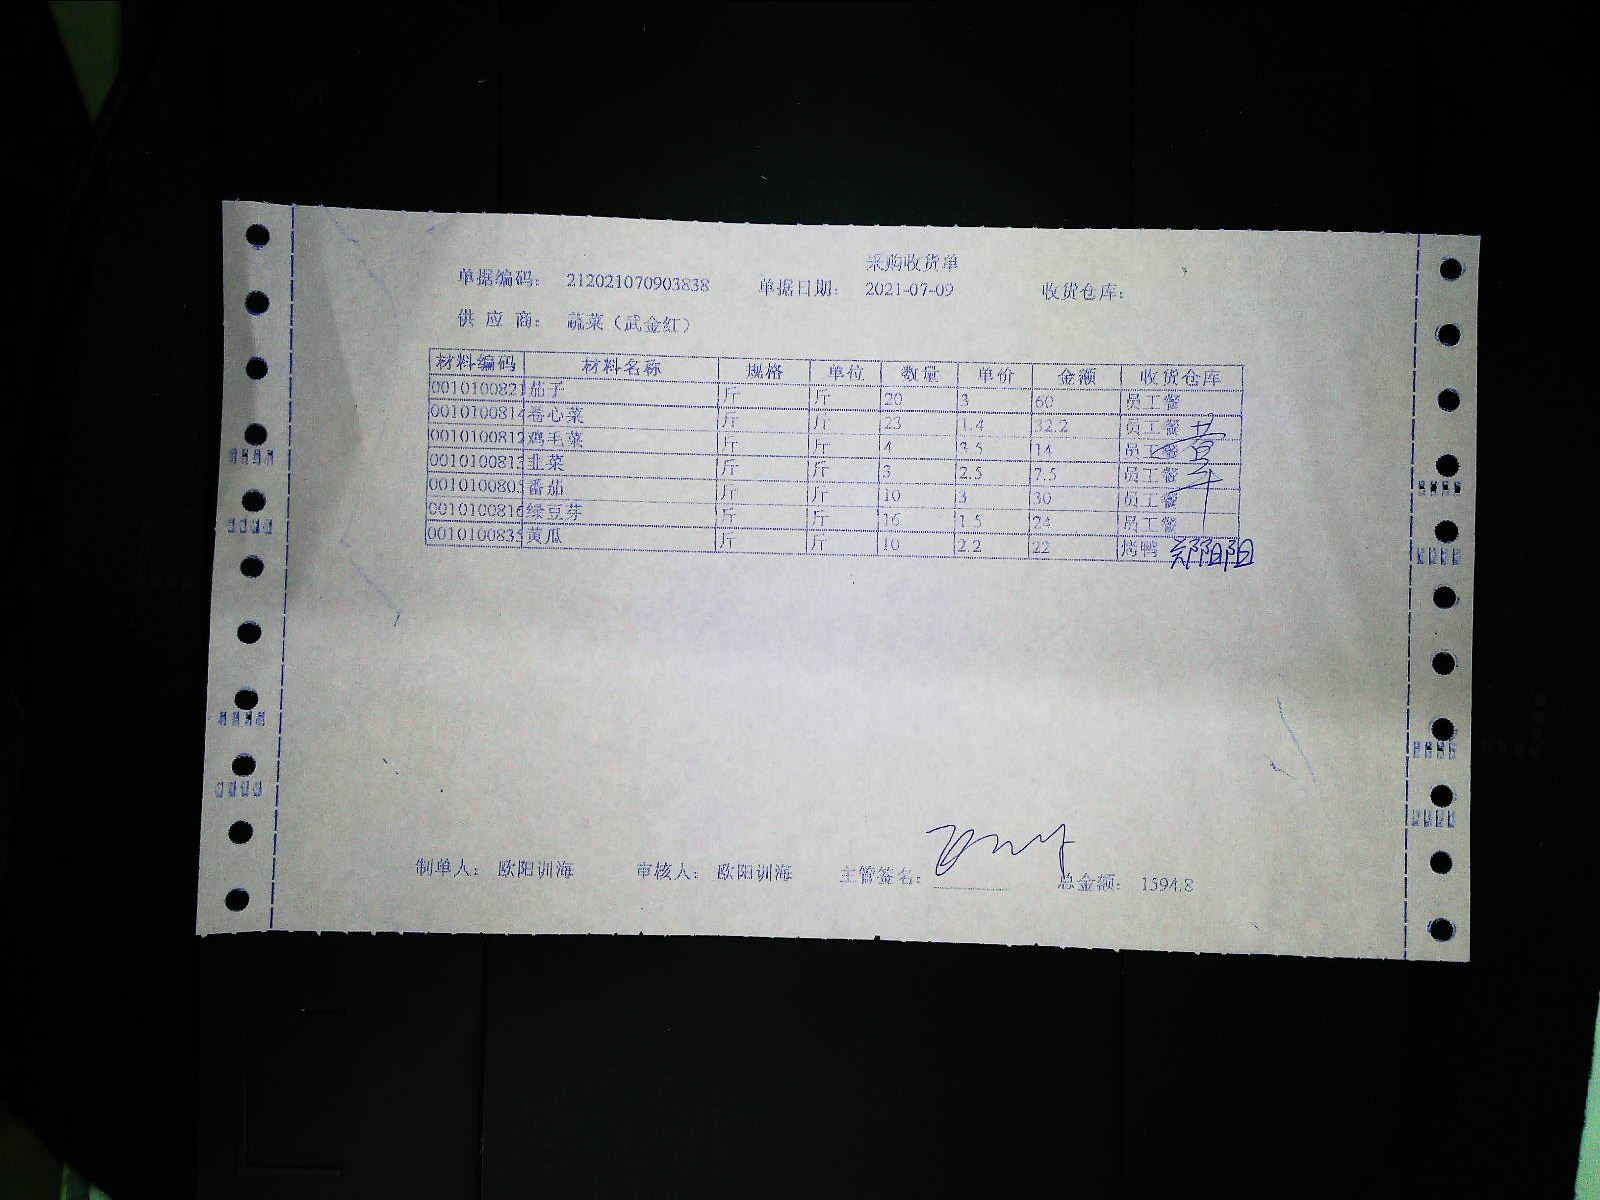 采购收货单
单据编码: 212021070903838 单据日期: 2021-07-09 收货仓库:
供应商: 蔬菜（武金红）
材料编码 材料名称 规格 单位 数量 单价 金额 收货仓库
0010100821 茄子 斤 斤 20 3 60 员工餐
0010100814 卷心菜 斤 斤 23 1.4 32.2 员工餐
0010100812 鸡毛菜 斤 斤 4 3.5 14 员工餐
001010081 韭菜 斤 斤 3 2.5 7.5 员工餐
001010080 番茄 斤 斤 10 3 30 员工餐
0010100816 绿豆芽 斤 斤 16 1.5 24 员工餐
001010083 黄瓜 斤 斤 10 2.2 22 烤鸭 郑阳阳
制单人: 欧阳训海 审核人: 欧阳训海 主管签名: 总金额: 1594.8